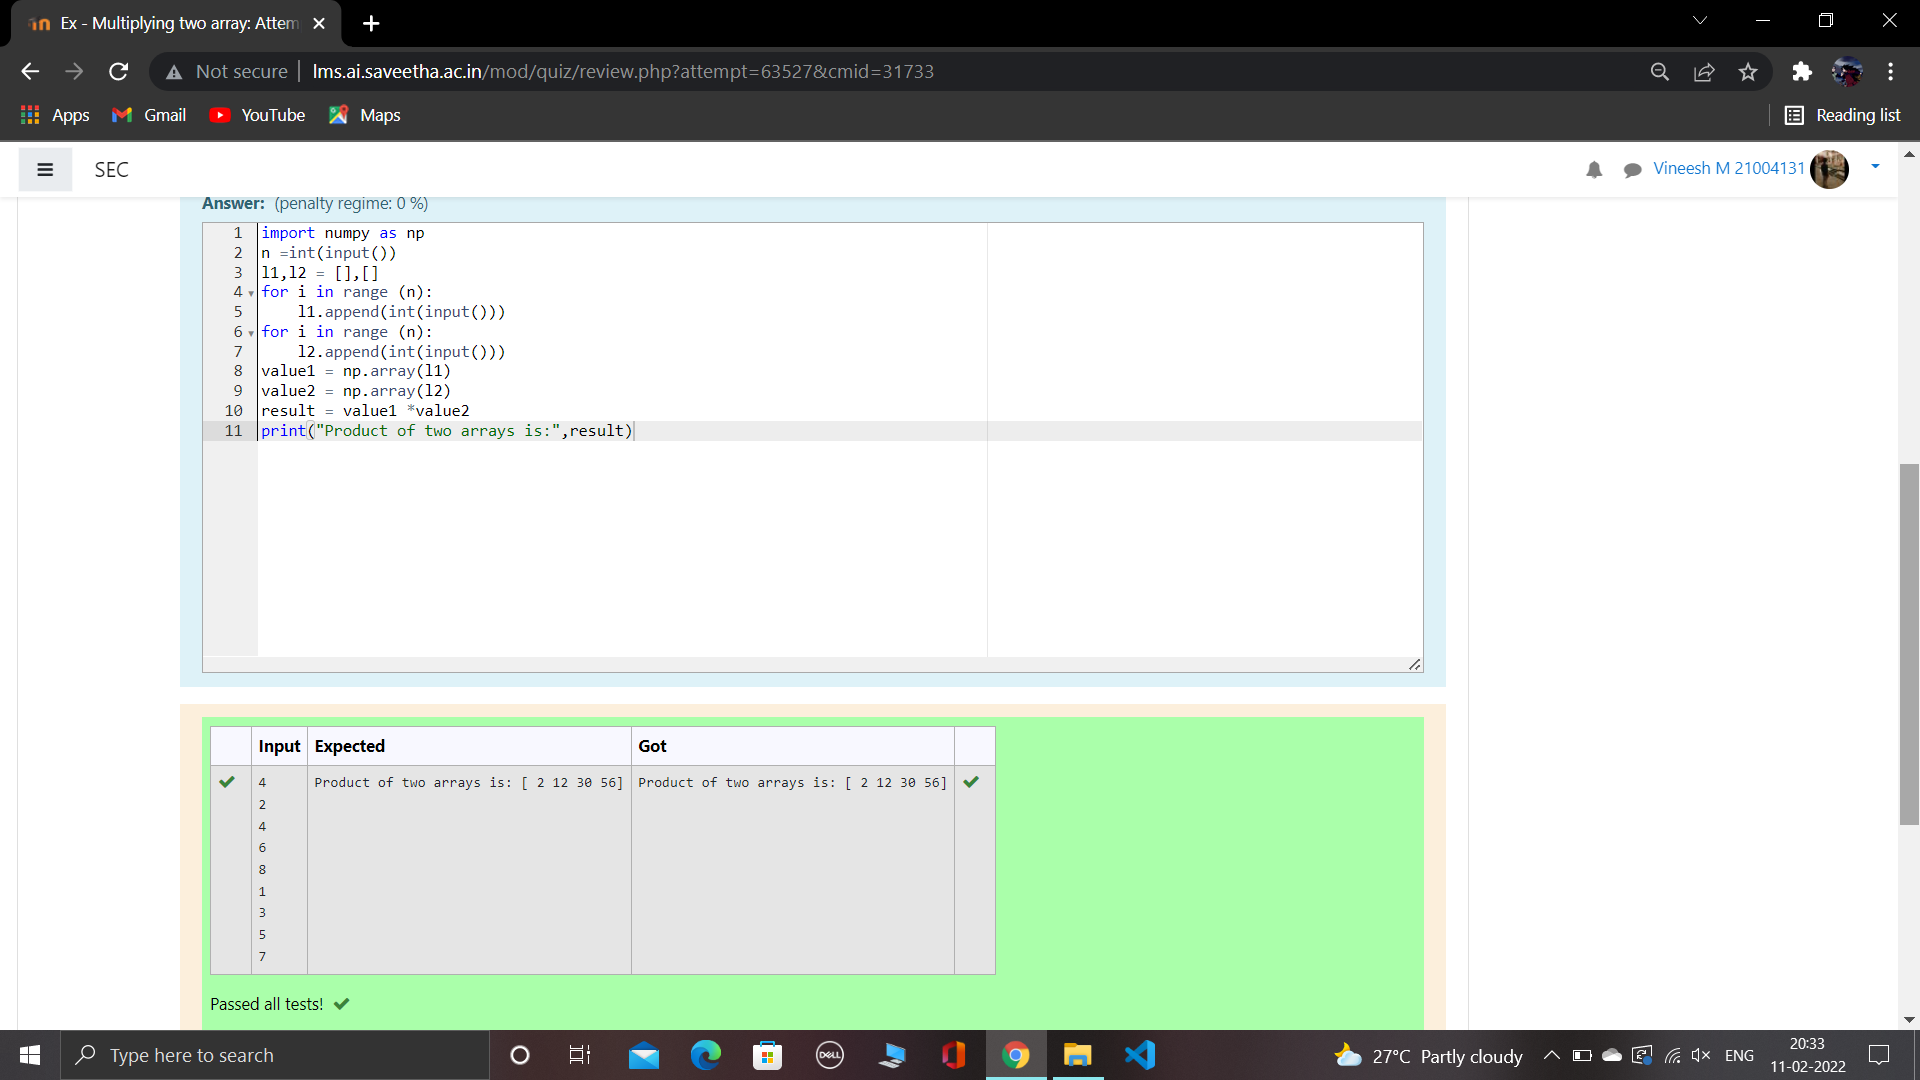 Ex - Multiplying two array: Attem
Not secure
lms.ai.saveetha.ac.in/mod/quiz/review.php?attempt=63527&cmid=31733
Apps
Gmail
YouTube
Maps
Reading list
SEC
Vineesh M 21004131
Answer: (penalty regime: 0 %)
1 import numpy as np
2 n =int(input())
3 l1,l2 = [],[]
4 for i in range (n):
5     l1.append(int(input()))
6 for i in range (n):
7     l2.append(int(input()))
8 value1 = np.array(l1)
9 value2 = np.array(l2)
10 result = value1 *value2
11 print("Product of two arrays is:",result)
Input Expected Got
4 Product of two arrays is: [ 2 12 30 56] Product of two arrays is: [ 2 12 30 56]
2
4
6
8
1
3
5
7
Passed all tests!
Type here to search
DELL
27°C Partly cloudy
ENG
20:33
11-02-2022